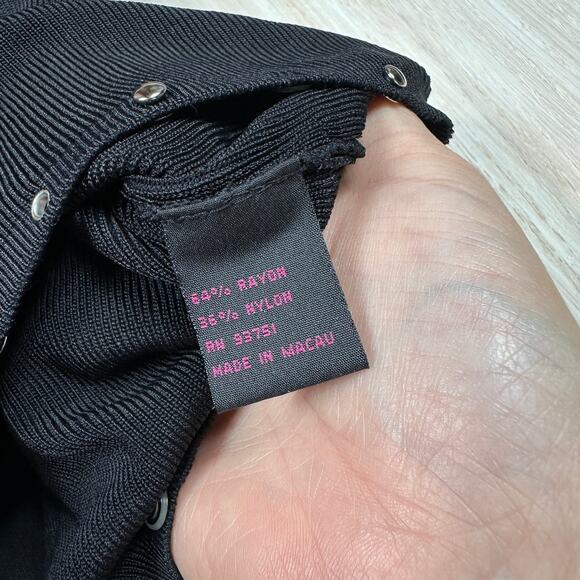 64% RAYON
36% NYLON
RN 93751
MADE IN MACAU